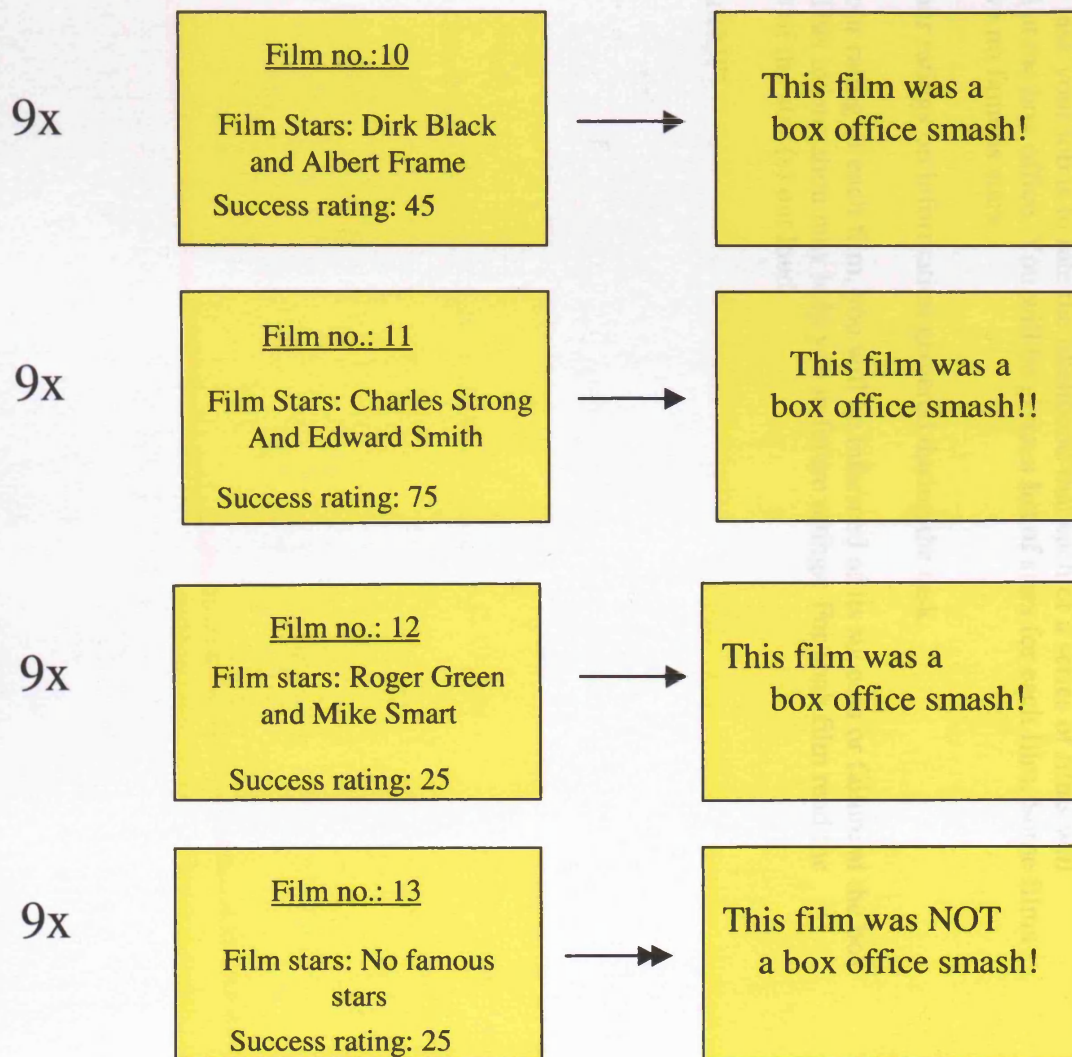 9x
Film no.:10
Film Stars: Dirk Black
and Albert Frame
Success rating: 45
This film was a
box office smash!
9x
Film no.: 11
Film Stars: Charles Strong
And Edward Smith
Success rating: 75
This film was a
box office smash!!
9x
Film no.: 12
Film stars: Roger Green
and Mike Smart
Success rating: 25
This film was a
box office smash!
9x
Film no.: 13
Film stars: No famous
stars
Success rating: 25
This film was NOT
a box office smash!